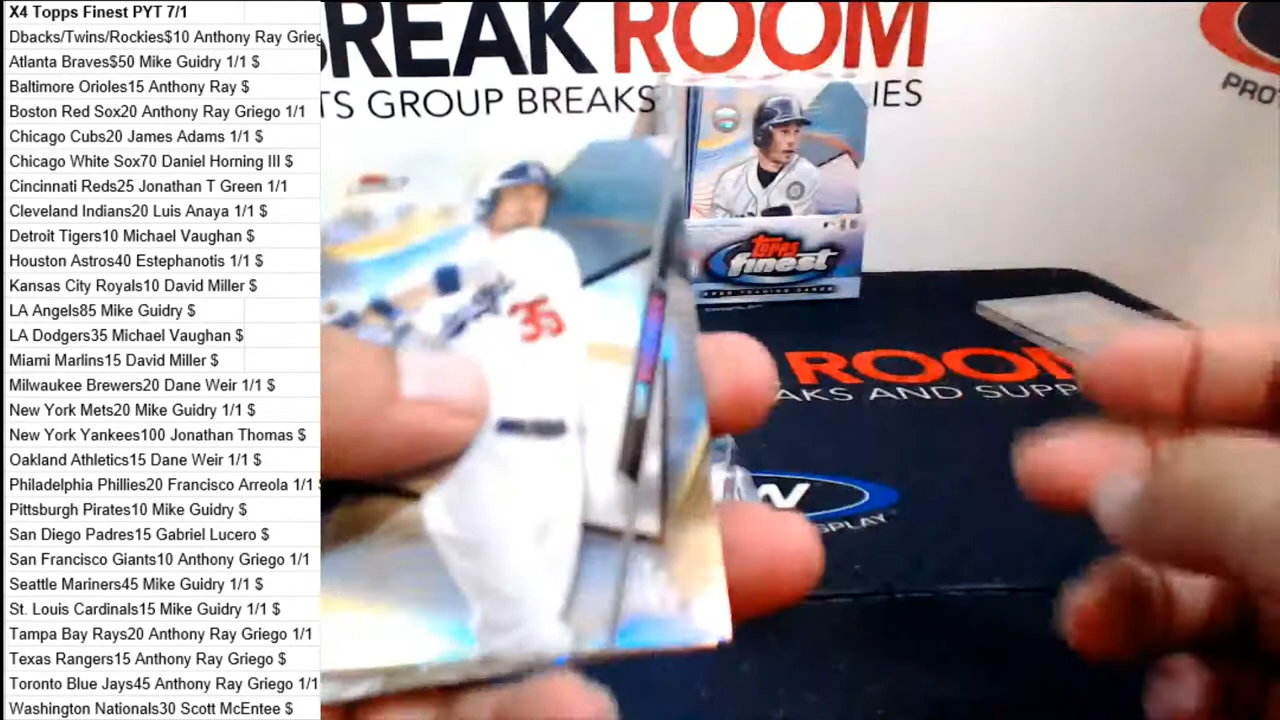 X4 Topps Finest PYT 7/1
Dbacks/Twins/Rockies$10 Anthony Ray Grieg
Atlanta Braves$50 Mike Guidry 1/1 $
Baltimore Orioles15 Anthony Ray $
Boston Red Sox20 Anthony Ray Griego 1/1
Chicago Cubs20 James Adams 1/1 $
Chicago White Sox70 Daniel Horning III $
Cincinnati Reds25 Jonathan T Green 1/1
Cleveland Indians20 Luis Anaya 1/1 $
Detroit Tigers10 Michael Vaughan $
Houston Astros40 Estephanotis 1/1 $
Kansas City Royals10 David Miller $
LA Angels85 Mike Guidry $
LA Dodgers35 Michael Vaughan $
Miami Marlins15 David Miller $
Milwaukee Brewers20 Dane Weir 1/1 $
New York Mets20 Mike Guidry 1/1 $
New York Yankees100 Jonathan Thomas $
Oakland Athletics15 Dane Weir 1/1 $
Philadelphia Phillies20 Francisco Arreola 1/1 $
Pittsburgh Pirates10 Mike Guidry $
San Diego Padres15 Gabriel Lucero $
San Francisco Giants10 Anthony Griego 1/1
Seattle Mariners45 Mike Guidry 1/1 $
St. Louis Cardinals15 Mike Guidry 1/1 $
Tampa Bay Rays20 Anthony Ray Griego 1/1
Texas Rangers15 Anthony Ray Griego $
Toronto Blue Jays45 Anthony Ray Griego 1/1
Washington Nationals30 Scott McEntee $
REAK ROOM
TS GROUP BREAKS IES
PRO
TOPPS
finest
35
ROOM
AKS AND SUPP
W
SPLAY